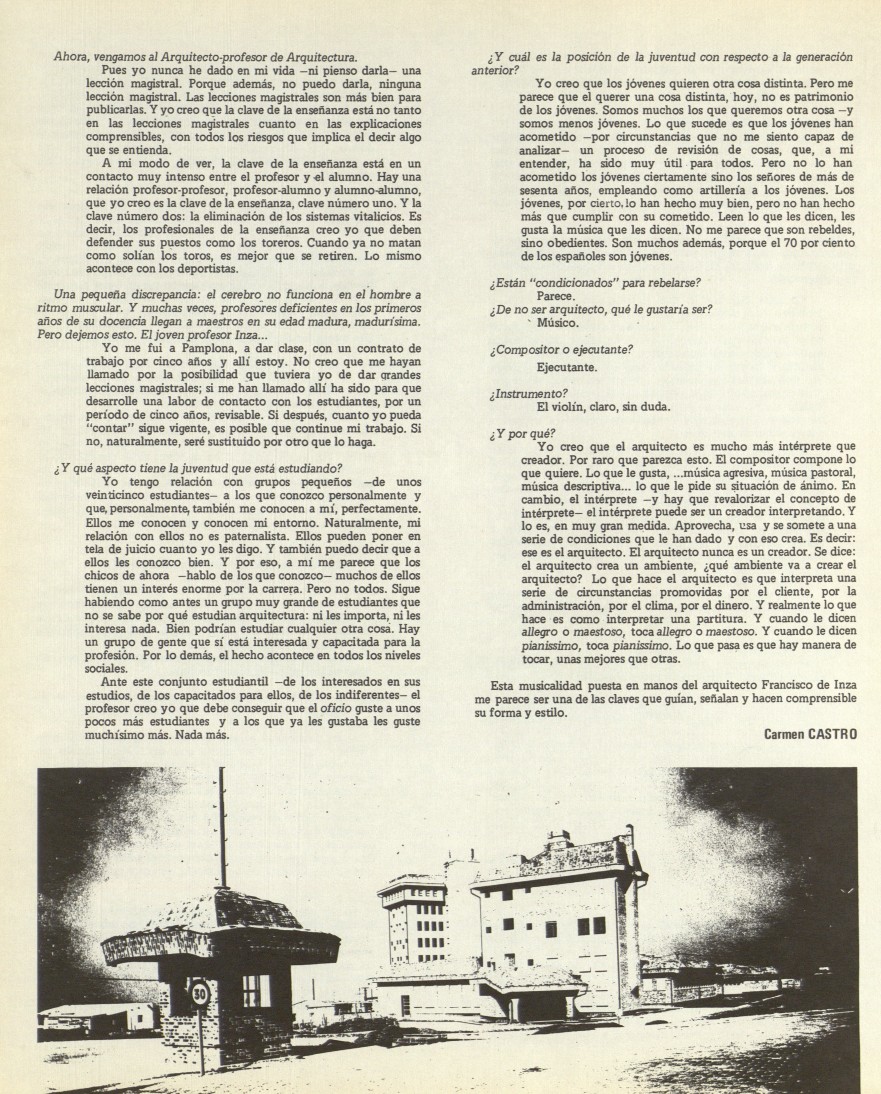 Ahora, vengamos al Arquitecto-profesor de Arquitectura.
Pues yo nunca he dado en mi vida —ni pienso darla— una
lección magistral. Porque además, no puedo darla, ninguna
lección magistral. Las lecciones magistrales son más bien para
publicarlas. Y yo creo que la clave de la enseñanza está no tanto
en las lecciones magistrales cuanto en las explicaciones
comprensibles, con todos los riesgos que implica el decir algo
que se entienda.
A mi modo de ver, la clave de la enseñanza está en un
contacto muy intenso entre el profesor y el alumno. Hay una
relación profesor-profesor, profesor-alumno y alumno-alumno,
que yo creo es la clave de la enseñanza, clave número uno. Y la
clave número dos: la eliminación de los sistemas vitalicios. Es
decir, los profesionales de la enseñanza creo yo que deben
defender sus puestos como los toreros. Cuando ya no matan
como solían los toros, es mejor que se retiren. Lo mismo
acontece con los deportistas.
Una pequeña discrepancia: el cerebro no funciona en el hombre a
ritmo muscular. Y muchas veces, profesores deficientes en los primeros
años de su docencia llegan a maestros en su edad madura, madurísima.
Pero dejemos esto. El joven profesor Inza...
Yo me fui a Pamplona, a dar clase, con un contrato de
trabajo por cinco años y allí estoy. No creo que me hayan
llamado por la posibilidad que tuviera yo de dar grandes
lecciones magistrales; si me han llamado allí ha sido para que
desarrolle una labor de contacto con los estudiantes, por un
período de cinco años, revisable. Si después, cuanto yo pueda
“contar” sigue vigente, es posible que continue mi trabajo. Si
no, naturalmente, seré sustituido por otro que lo haga.
¿Y qué aspecto tiene la juventud que está estudiando?
Yo tengo relación con grupos pequeños —de unos
veinticinco estudiantes— a los que conozco personalmente y
que, personalmente, también me conocen a mí, perfectamente.
Ellos me conocen y conocen mi entorno. Naturalmente, mi
relación con ellos no es paternalista. Ellos pueden poner en
tela de juicio cuanto yo les digo. Y también puedo decir que a
ellos les conozco bien. Y por eso, a mí me parece que los
chicos de ahora —hablo de los que conozco— muchos de ellos
tienen un interés enorme por la carrera. Pero no todos. Sigue
habiendo como antes un grupo muy grande de estudiantes que
no se sabe por qué estudian arquitectura: ni les importa, ni les
interesa nada. Bien podrían estudiar cualquier otra cosa. Hay
un grupo de gente que sí está interesada y capacitada para la
profesión. Por lo demás, el hecho acontece en todos los niveles
sociales.
Ante este conjunto estudiantil —de los interesados en sus
estudios, de los capacitados para ellos, de los indiferentes— el
profesor creo yo que debe conseguir que el oficio guste a unos
pocos más estudiantes y a los que ya les gustaba les guste
muchísimo más. Nada más.
¿Y cuál es la posición de la juventud con respecto a la generación
anterior?
Yo creo que los jóvenes quieren otra cosa distinta. Pero me
parece que el querer una cosa distinta, hoy, no es patrimonio
de los jóvenes. Somos muchos los que queremos otra cosa —y
somos menos jóvenes. Lo que sucede es que los jóvenes han
acometido —por circunstancias que no me siento capaz de
analizar— un proceso de revisión de cosas, que, a mi
entender, ha sido muy útil para todos. Pero no lo han
acometido los jóvenes ciertamente sino los señores de más de
sesenta años, empleando como artillería a los jóvenes. Los
jóvenes, por cierto, lo han hecho muy bien, pero no han hecho
más que cumplir con su cometido. Leen lo que les dicen, les
gusta la música que les dicen. No me parece que son rebeldes,
sino obedientes. Son muchos además, porque el 70 por ciento
de los españoles son jóvenes.
¿Están “condicionados” para rebelarse?
Parece.
¿De no ser arquitecto, qué le gustaría ser?
Músico.
¿Compositor o ejecutante?
Ejecutante.
¿Instrumento?
El violín, claro, sin duda.
¿Y por qué?
Yo creo que el arquitecto es mucho más intérprete que
creador. Por raro que parezca esto. El compositor compone lo
que quiere. Lo que le gusta, ...música agresiva, música pastoral,
música descriptiva... lo que le pide su situación de ánimo. En
cambio, el intérprete —y hay que revalorizar el concepto de
intérprete— el intérprete puede ser un creador interpretando. Y
lo es, en muy gran medida. Aprovecha, usa y se somete a una
serie de condiciones que le han dado y con eso crea. Es decir:
ese es el arquitecto. El arquitecto nunca es un creador. Se dice:
el arquitecto crea un ambiente, ¿qué ambiente va a crear el
arquitecto? Lo que hace el arquitecto es que interpreta una
serie de circunstancias promovidas por el cliente, por la
administración, por el clima, por el dinero. Y realmente lo que
hace es como interpretar una partitura. Y cuando le dicen
allegro o maestoso, toca allegro o maestoso. Y cuando le dicen
pianissimo, toca pianissimo. Lo que pasa es que hay manera de
tocar, unas mejores que otras.
Esta musicalidad puesta en manos del arquitecto Francisco de Inza
me parece ser una de las claves que guían, señalan y hacen comprensible
su forma y estilo.
Carmen CASTRO
30